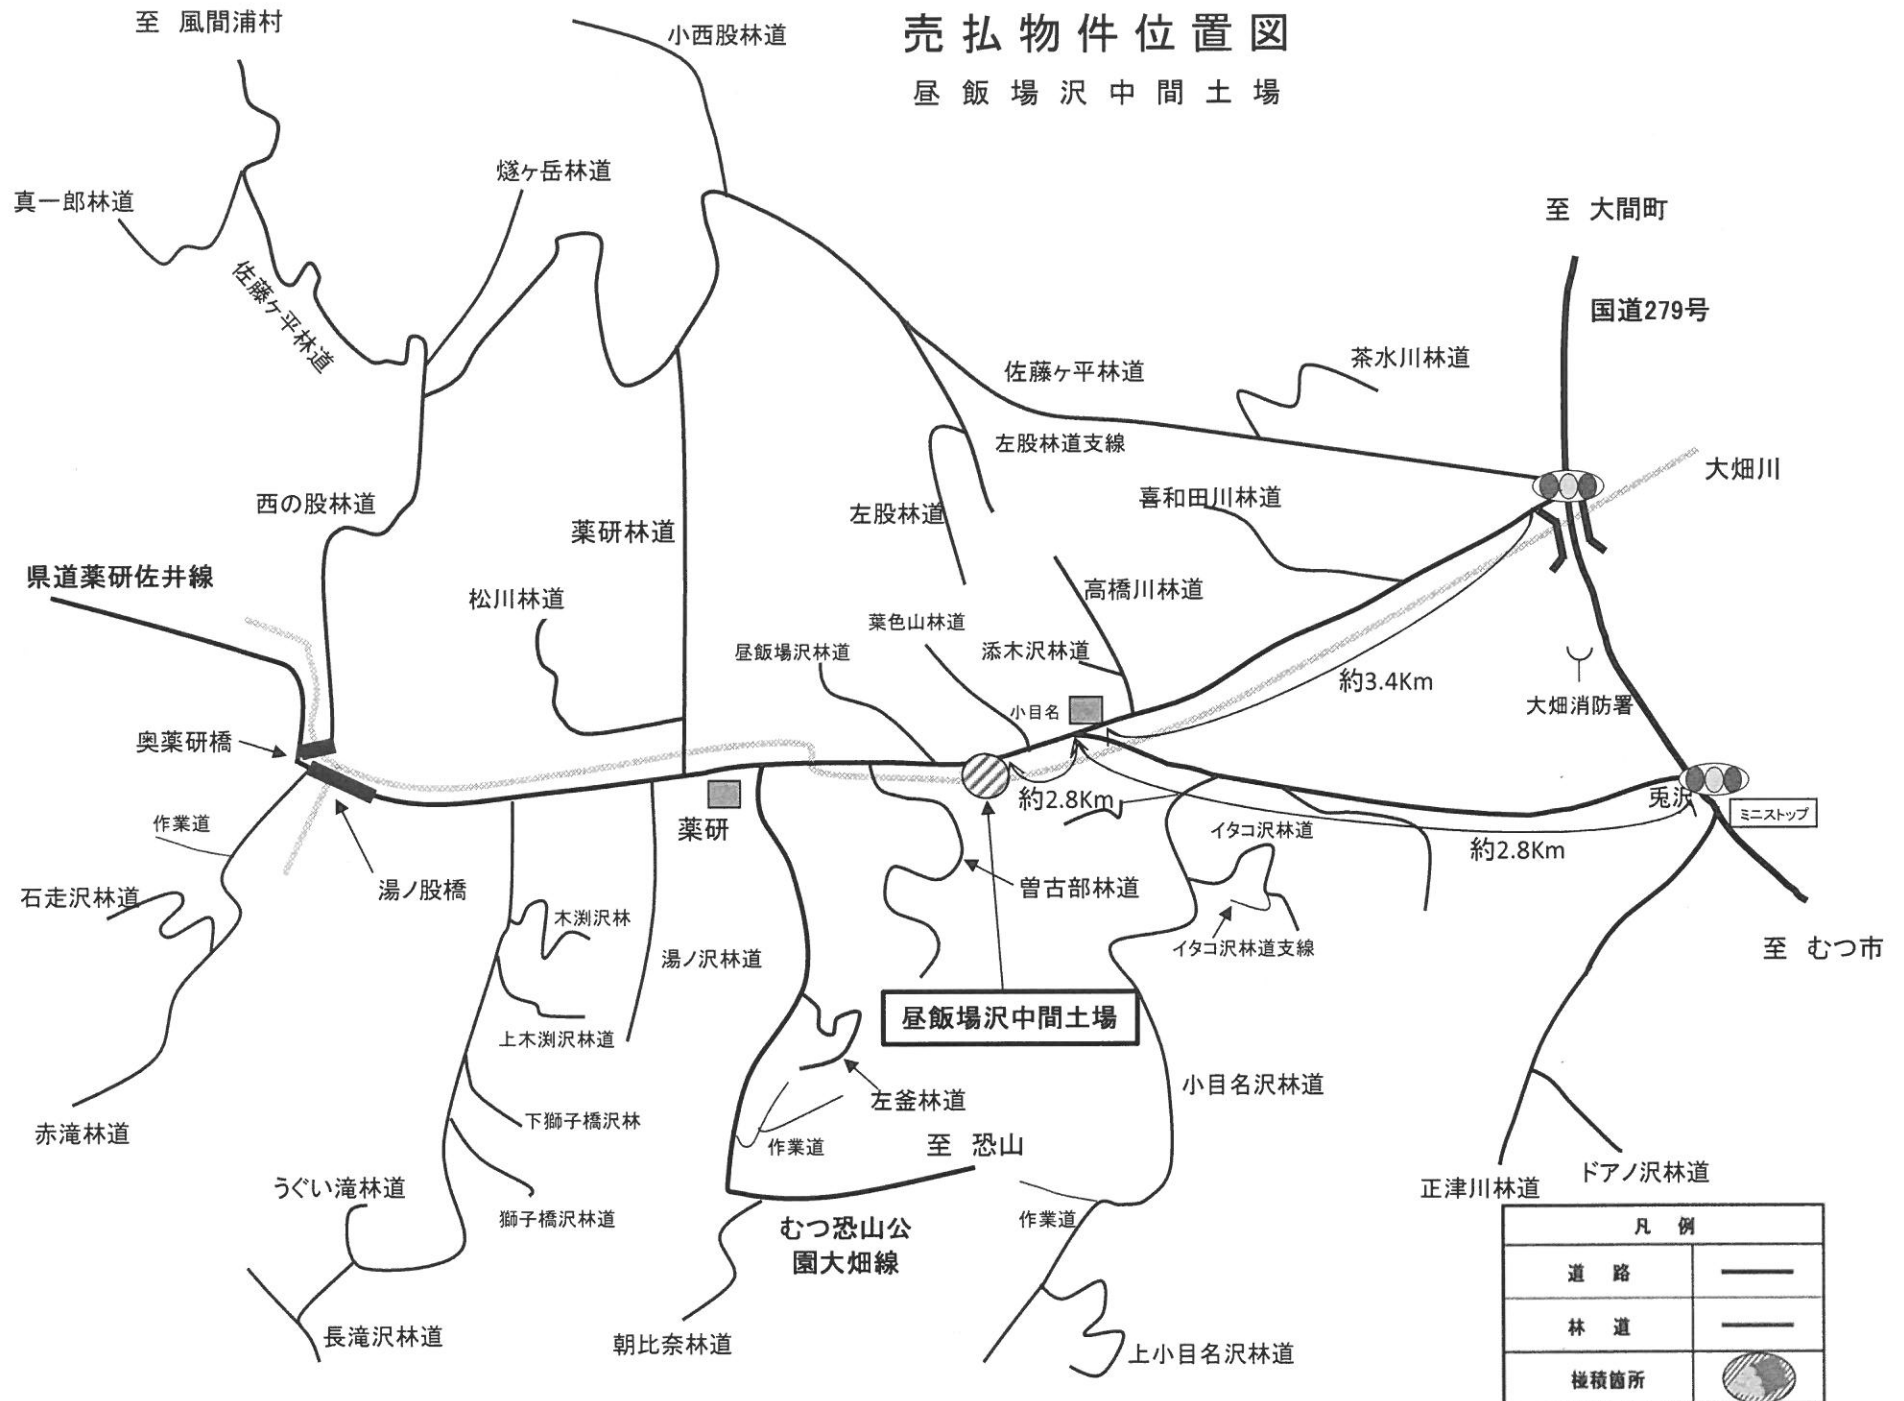 売払物件位置図
昼飯場沢中間土場
至 風間浦村
小西股林道
真一郎林道
燧ヶ岳林道
至 大間町
佐藤ヶ平林道
国道279号
佐藤ヶ平林道
茶水川林道
左股林道支線
大畑川
西の股林道
薬研林道
左股林道
喜和田川林道
県道薬研佐井線
松川林道
高橋川林道
葉色山林道
昼飯場沢林道
添木沢林道
約3.4Km
大畑消防署
小目名
奥薬研橋
約2.8Km
兎沢
ミニストップ
作業道
薬研
イタコ沢林道
約2.8Km
石走沢林道
湯ノ股橋
曽古部林道
木渕沢林
湯ノ沢林道
イタコ沢林道支線
至 むつ市
昼飯場沢中間土場
上木渕沢林道
小目名沢林道
左釜林道
赤滝林道
下獅子橋沢林
作業道
至 恐山
うぐい滝林道
獅子橋沢林道
むつ恐山公
園大畑線
作業道
正津川林道
ドアノ沢林道
長滝沢林道
朝比奈林道
上小目名沢林道
凡 例
道 路
林 道
椪積箇所